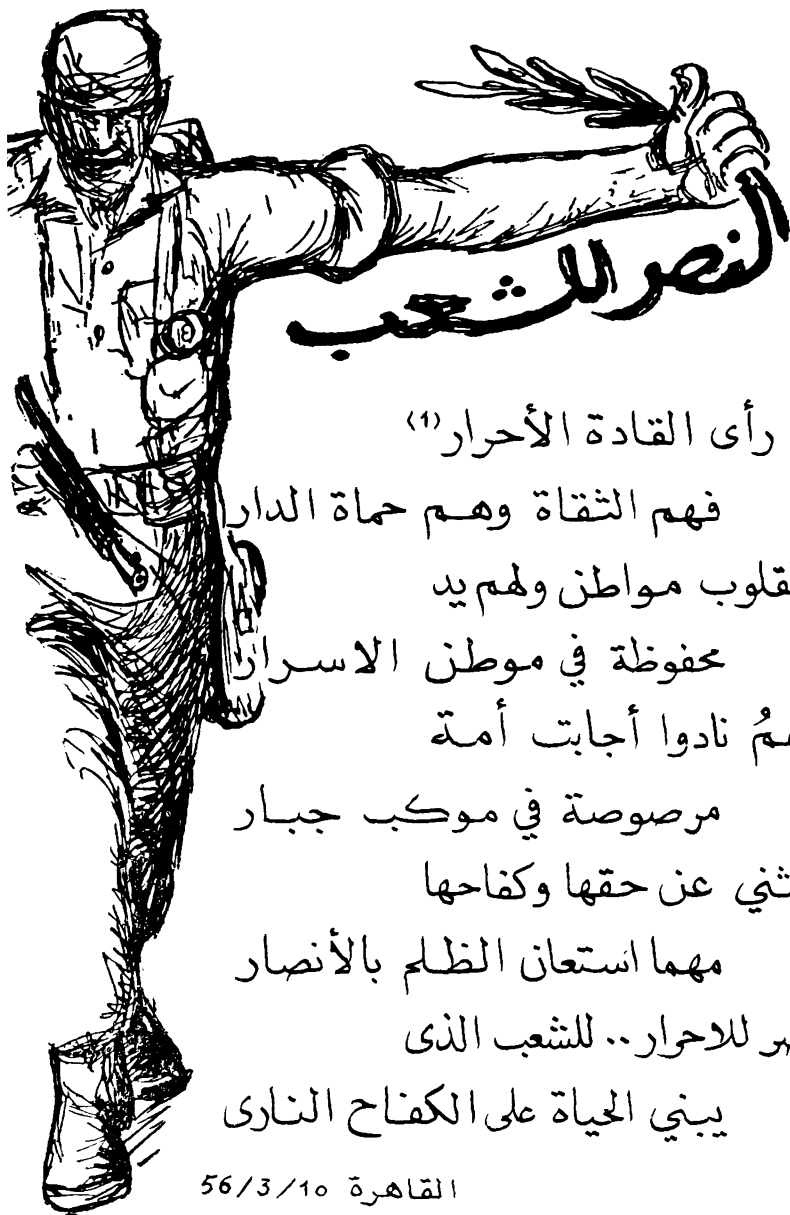 النصر للشعب
رأى القادة الأحرار (١)
فهم الثقاة وهم حماة الدار
مواطن ولهم يد
محفوظة في موطن الاسرار
نادوا أجابت أمة
مرصوصة في موكب جبار
عن حقها وكفاحها
مهما استعان الظلم بالأنصار
للاحرار .. للشعب الذى
يبني الحياة على الكفاح النارى
القاهرة 56/3/10